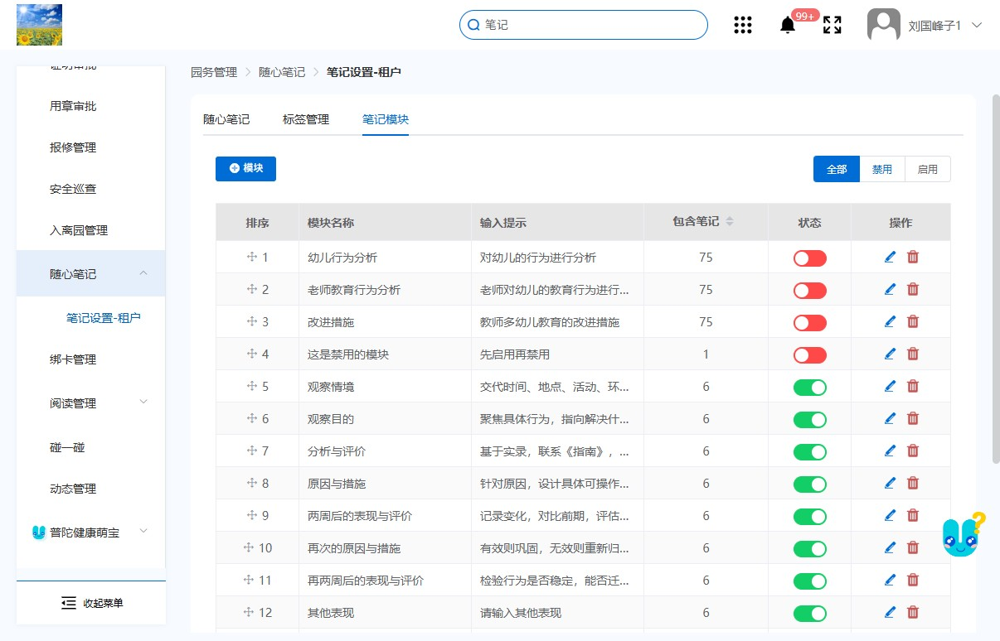 笔记
99+
刘国峰子1
园务管理 > 随心笔记 > 笔记设置-租户
证明审批
用章审批
报修管理
安全巡查
入离园管理
随心笔记
笔记设置-租户
绑卡管理
阅读管理
碰一碰
动态管理
普陀健康萌宝
收起菜单
随心笔记 标签管理 笔记模块
模块
全部 禁用 启用
排序 模块名称 输入提示 包含笔记 状态 操作
1 幼儿行为分析 对幼儿的行为进行分析 75
2 老师教育行为分析 老师对幼儿的教育行为进行... 75
3 改进措施 教师多幼儿教育的改进措施 75
4 这是禁用的模块 先启用再禁用 1
5 观察情境 交代时间、地点、活动、环... 6
6 观察目的 聚焦具体行为，指向解决什... 6
7 分析与评价 基于实录，联系《指南》，... 6
8 原因与措施 针对原因，设计具体可操作... 6
9 两周后的表现与评价 记录变化，对比前期，评估... 6
10 再次的原因与措施 有效则巩固，无效则重新归... 6
11 再两周后的表现与评价 检验行为是否稳定，能否迁... 6
12 其他表现 请输入其他表现 6